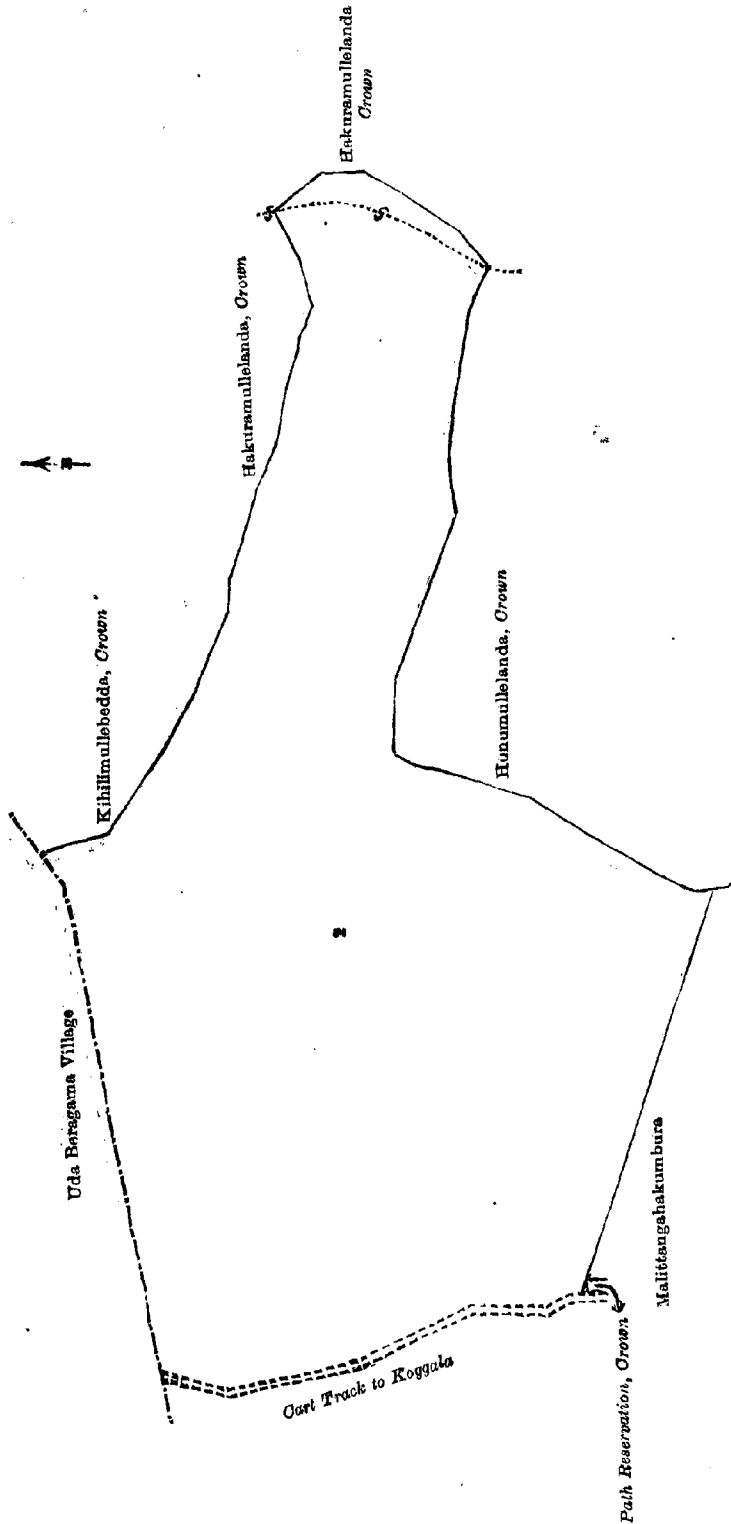 Uda Beragama Village
Kihilimullebedda, Crown
Hakuramullelanda, Crown
Hakuramullelanda
Crown
Cart Track to Koggala
Hunumullelanda, Crown
Malittangahakumbura
Path Reservation, Crown